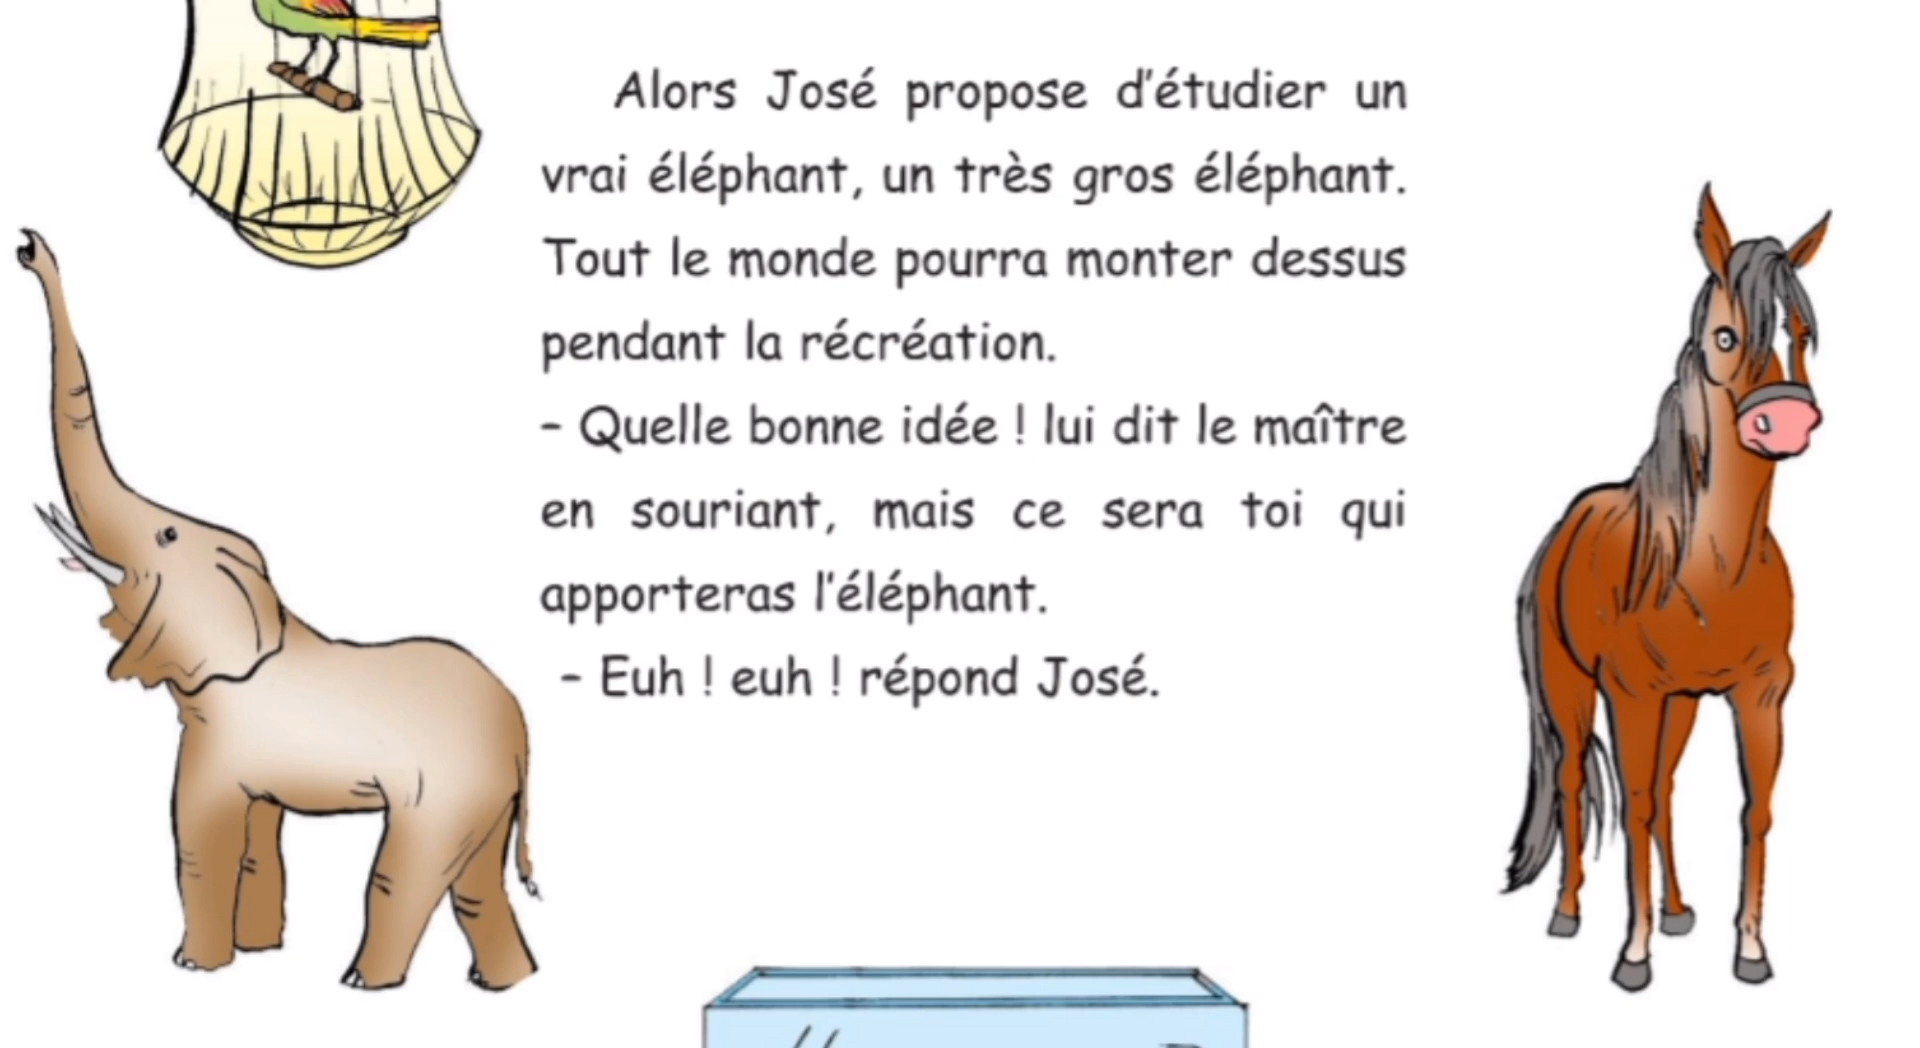 Alors José propose d’étudier un
vrai éléphant, un très gros éléphant.
Tout le monde pourra monter dessus
pendant la récréation.
– Quelle bonne idée ! lui dit le maître
en souriant, mais ce sera toi qui
apporteras l’éléphant.
– Euh ! euh ! répond José.